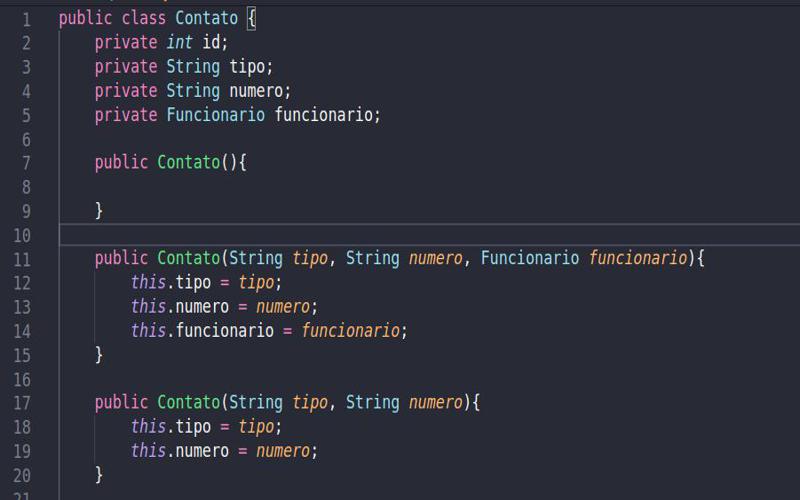 1 public class Contato {
2     private int id;
3     private String tipo;
4     private String numero;
5     private Funcionario funcionario;
6
7     public Contato(){
8
9     }
10
11     public Contato(String tipo, String numero, Funcionario funcionario){
12         this.tipo = tipo;
13         this.numero = numero;
14         this.funcionario = funcionario;
15     }
16
17     public Contato(String tipo, String numero){
18         this.tipo = tipo;
19         this.numero = numero;
20     }
21